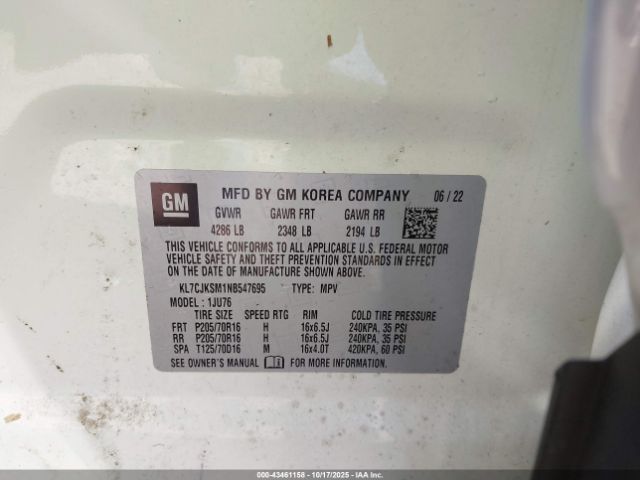 GM
MFD BY GM KOREA COMPANY 06 / 22
GVWR GAWR FRT GAWR RR
4286 LB 2348 LB 2194 LB
THIS VEHICLE CONFORMS TO ALL APPLICABLE U.S. FEDERAL MOTOR
VEHICLE SAFETY AND THEFT PREVENTION STANDARDS IN EFFECT
ON THE DATE OF MANUFACTURE SHOWN ABOVE.
KL7CJKSM1NB547695 TYPE: MPV
MODEL : 1JU76
TIRE SIZE SPEED RTG RIM COLD TIRE PRESSURE
FRT P205/70R16 H 16x6.5J 240KPA, 35 PSI
RR P205/70R16 H 16x6.5J 240KPA, 35 PSI
SPA T125/70D16 M 16x4.0T 420KPA, 60 PSI
SEE OWNER'S MANUAL FOR MORE INFORMATION.
000-43461158 - 10/17/2025 - IAA Inc.